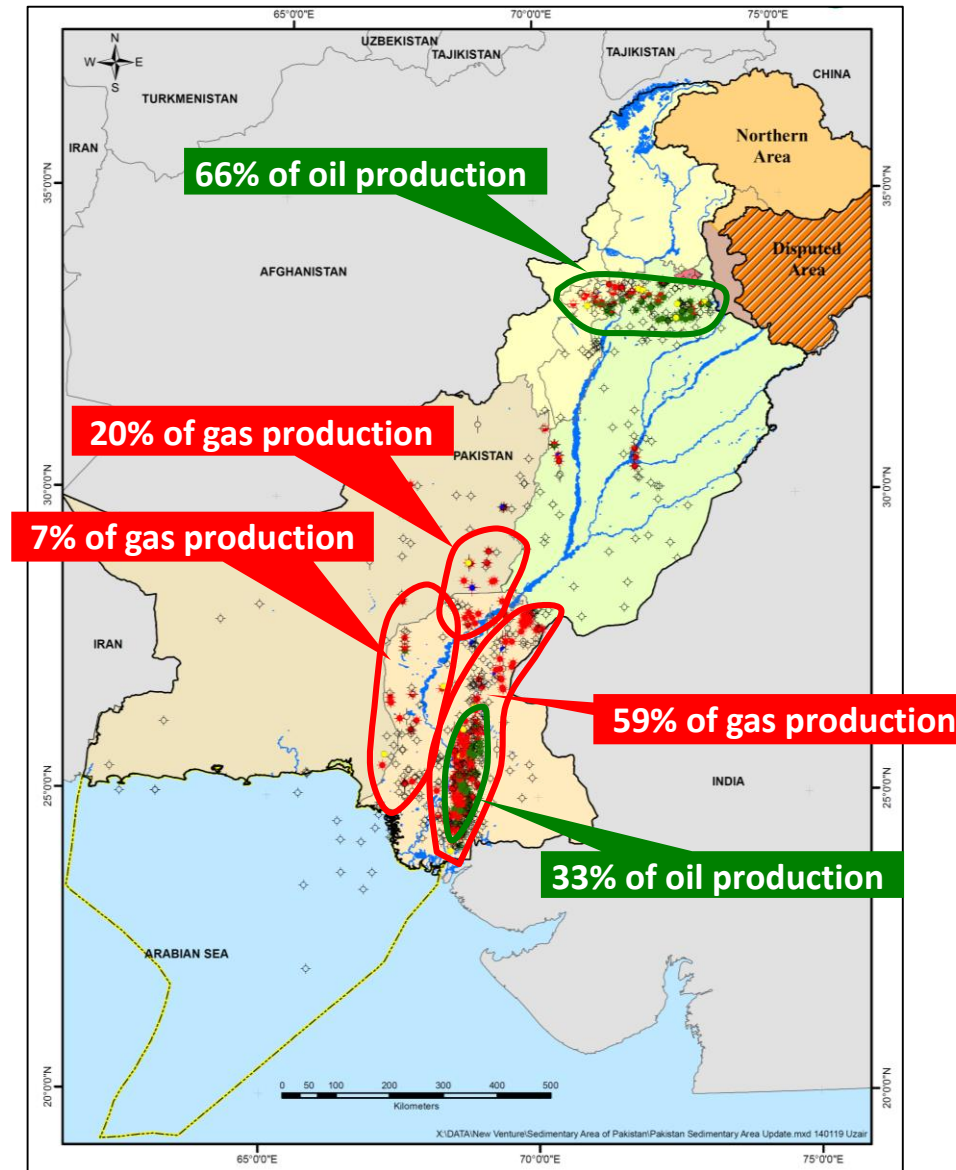 65°0'0"E 70°0'0"E 75°0'0"E
N
W E
S
UZBEKISTAN
TAJIKISTAN
TAJIKISTAN
CHINA
TURKMENISTAN
IRAN
Northern
Area
66% of oil production
35°0'0"N
35°0'0"N
Disputed
Area
AFGHANISTAN
20% of gas production
PAKISTAN
30°0'0"N
30°0'0"N
7% of gas production
IRAN
59% of gas production
INDIA
25°0'0"N
25°0'0"N
33% of oil production
ARABIAN SEA
20°0'0"N
20°0'0"N
0 50 100 200 300 400 500
Kilometers
X:\DATA\New Venture\Sedimentary Area of Pakistan\Pakistan Sedimentary Area Update.mxd 140119 Uzair
65°0'0"E 70°0'0"E 75°0'0"E